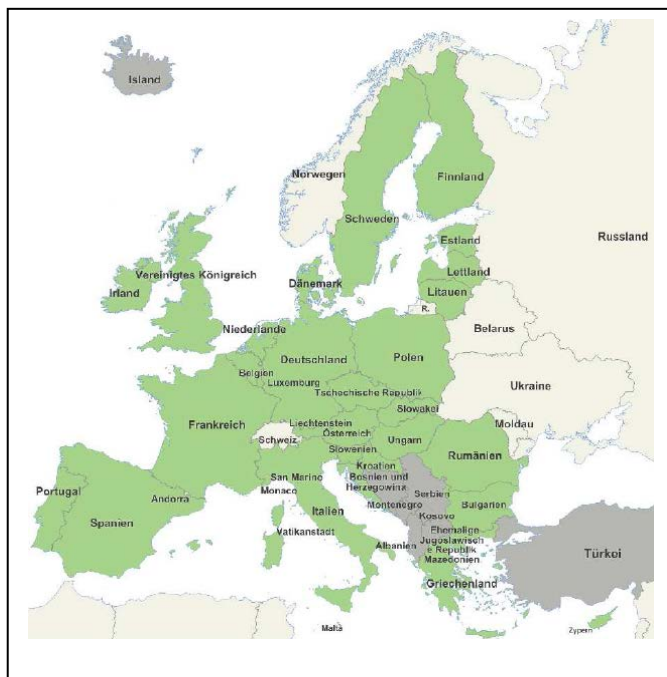 Island
Norwegen
Finnland
Schweden
Russland
Estland
Lettland
Litauen
R.
Vereinigtes Königreich
Irland
Dänemark
Belarus
Niederlande
Deutschland
Polen
Belgien
Luxemburg
Tschechische Republik
Ukraine
Slowakei
Frankreich
Liechtenstein
Österreich
Schweiz
Ungarn
Moldau
Slowenien
Rumänien
Kroatien
San Marino
Bosnien und
Herzegowina
Serbien
Monaco
Portugal
Andorra
Montenegro
Bulgarien
Spanien
Italien
Kosovo
Vatikanstadt
Ehemalige
Jugoslawisch
e Republik
Mazedonien
Albanien
Türkei
Griechenland
Malta
Zypern